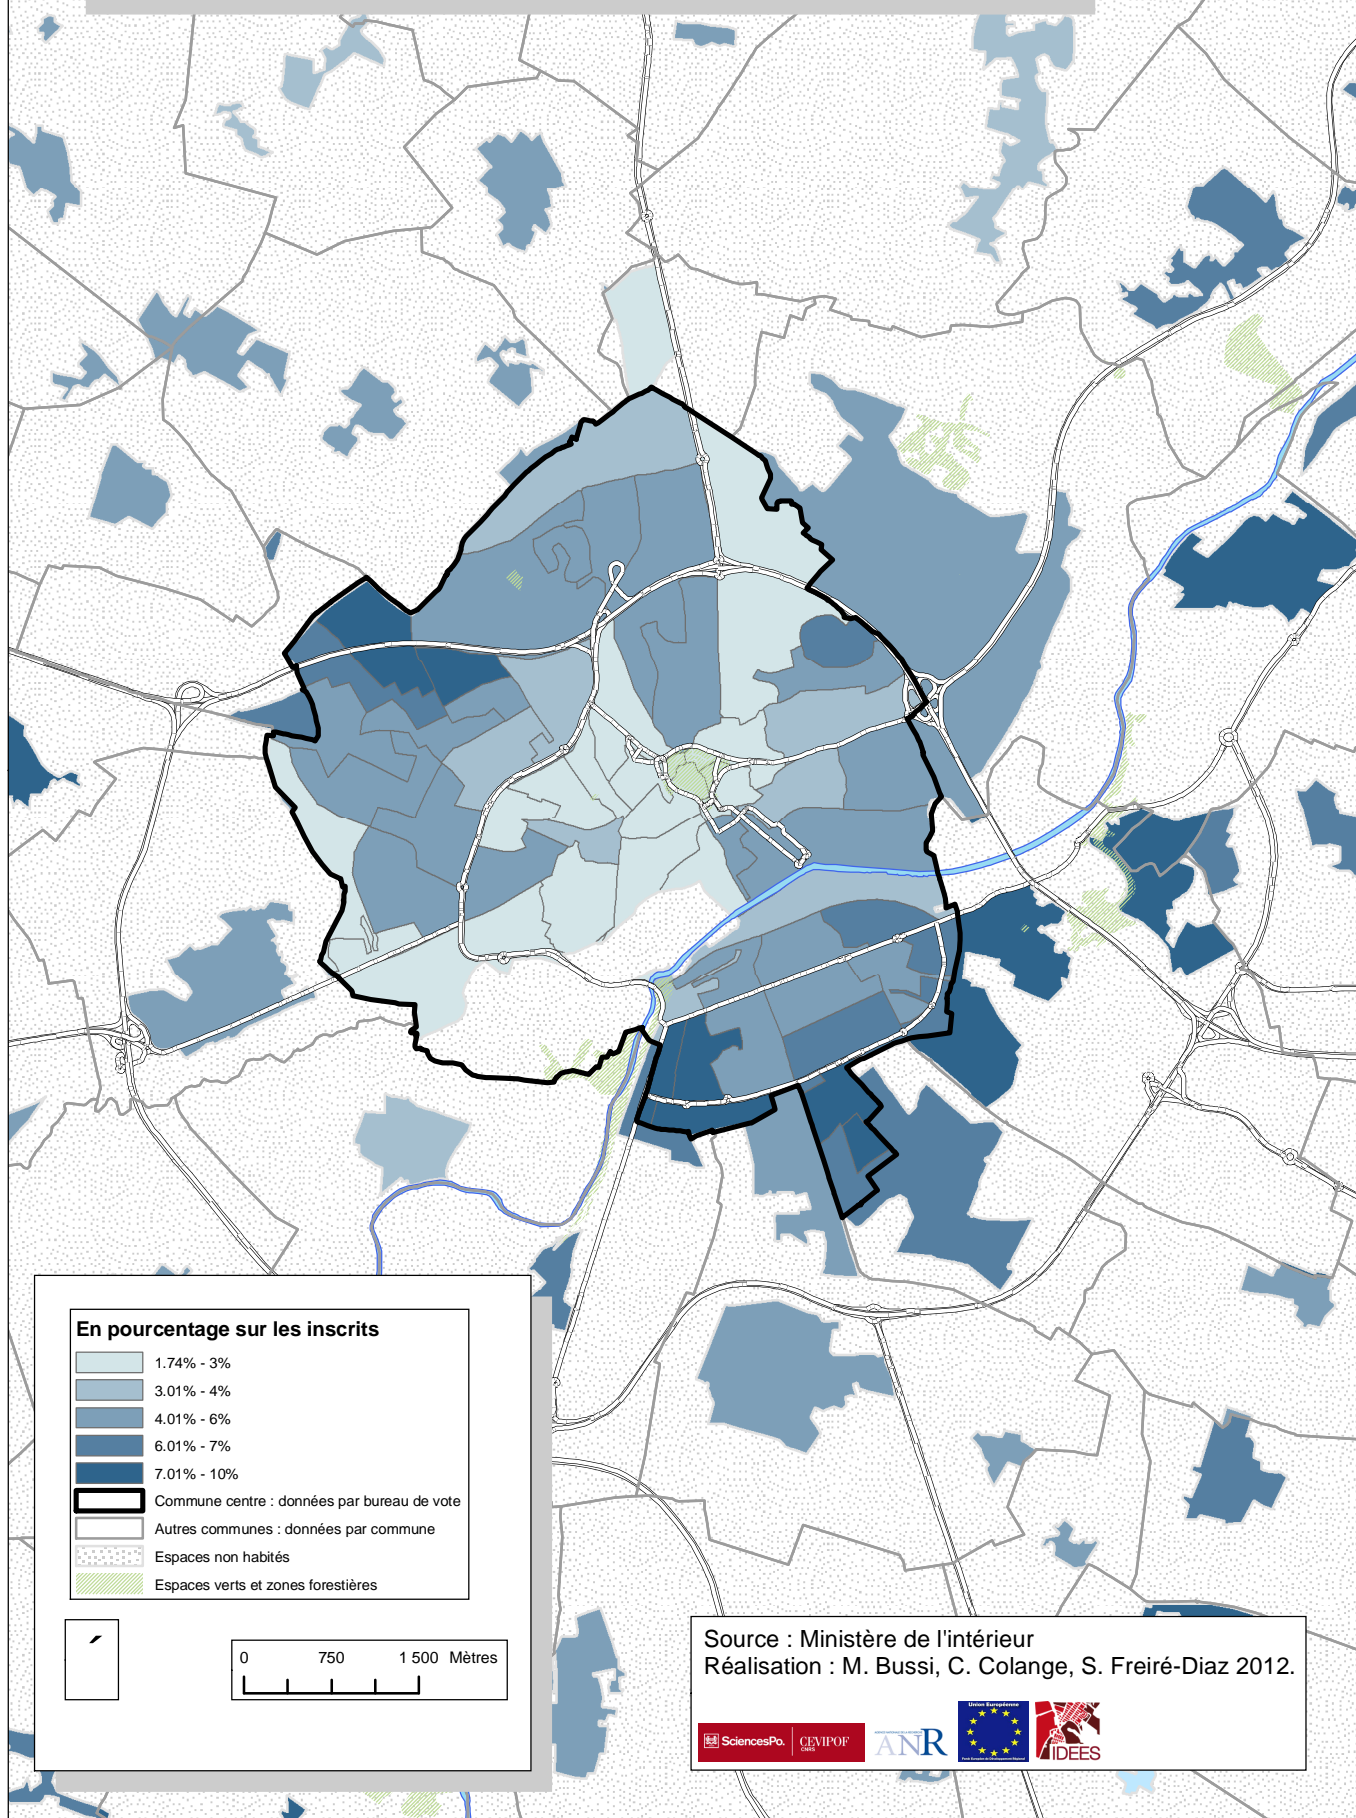 En pourcentage sur les inscrits
1.74% - 3%
3.01% - 4%
4.01% - 6%
6.01% - 7%
7.01% - 10%
Commune centre : données par bureau de vote
Autres communes : données par commune
Espaces non habités
Espaces verts et zones forestières
0 750 1 500 Mètres
Source : Ministère de l'intérieur
Réalisation : M. Bussi, C. Colange, S. Freiré-Diaz 2012.
SciencesPo. CEVIPOF
CNRS
ANR
Union Européenne
IDEES